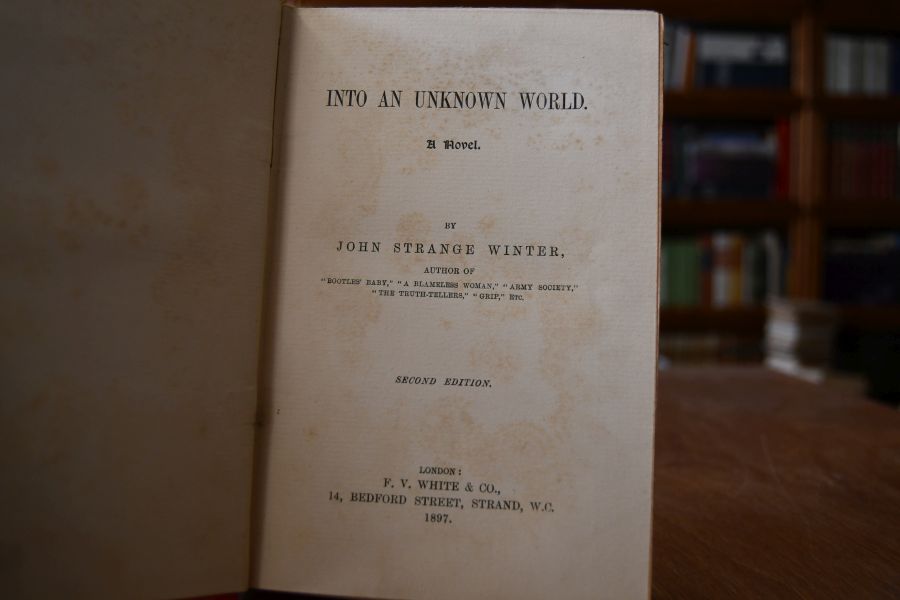 INTO AN UNKNOWN WORLD.
A Novel.
BY
JOHN STRANGE WINTER,
AUTHOR OF
"BOOTLES' BABY," "A BLAMELESS WOMAN," "ARMY SOCIETY,"
"THE TRUTH-TELLERS," "GRIP," ETC.
SECOND EDITION.
LONDON:
F. V. WHITE & CO.,
14, BEDFORD STREET, STRAND, W.C.
1897.